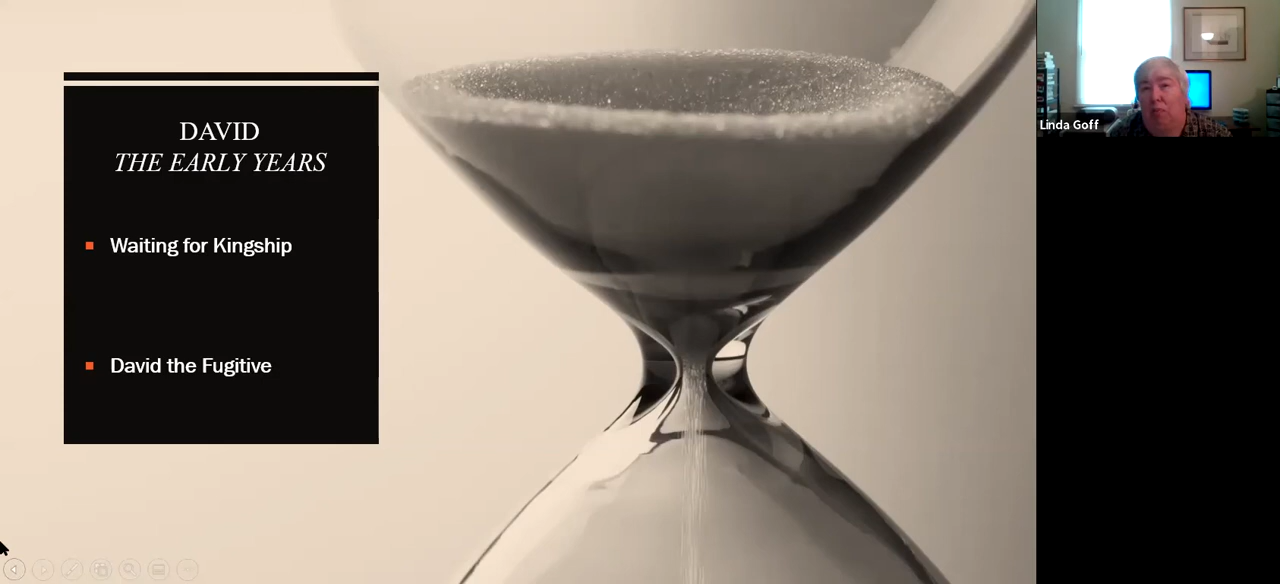 DAVID
THE EARLY YEARS
Waiting for Kingship
David the Fugitive
Linda Goff